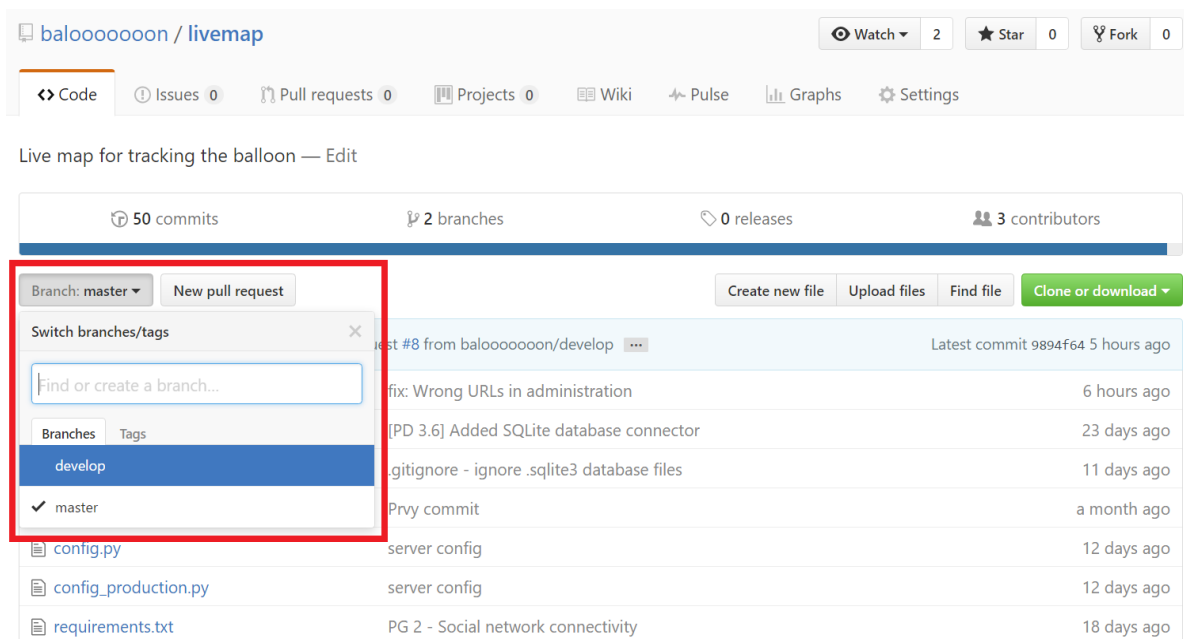 balooooooon / livemap
Watch 2 Star 0 Fork 0
Code Issues 0 Pull requests 0 Projects 0 Wiki Pulse Graphs Settings
Live map for tracking the balloon — Edit
50 commits 2 branches 0 releases 3 contributors
Branch: master New pull request Create new file Upload files Find file Clone or download
Switch branches/tags
#8 from balooooooon/develop ... Latest commit 9894f64 5 hours ago
Find or create a branch...
fix: Wrong URLs in administration 6 hours ago
Branches Tags
[PD 3.6] Added SQLite database connector 23 days ago
develop
.gitignore - ignore .sqlite3 database files 11 days ago
master
Prvy commit a month ago
config.py server config 12 days ago
config_production.py server config 12 days ago
requirements.txt PG 2 - Social network connectivity 18 days ago